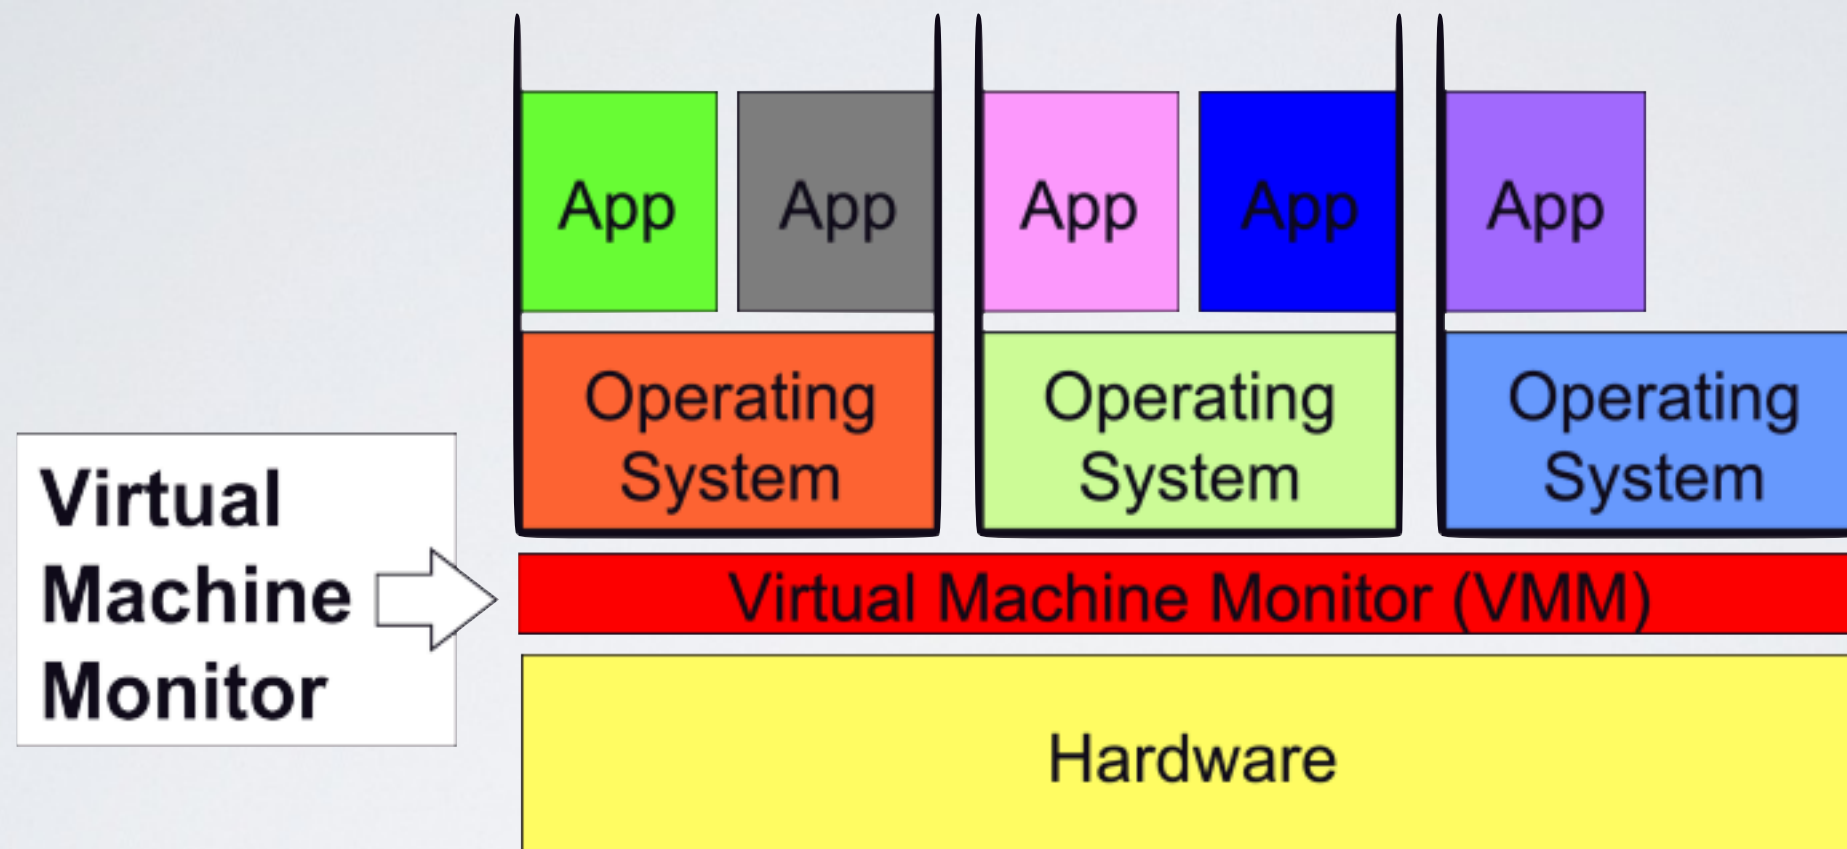 App App App App App
Operating Operating Operating
System System System
Virtual
Machine
Monitor
Virtual Machine Monitor (VMM)
Hardware